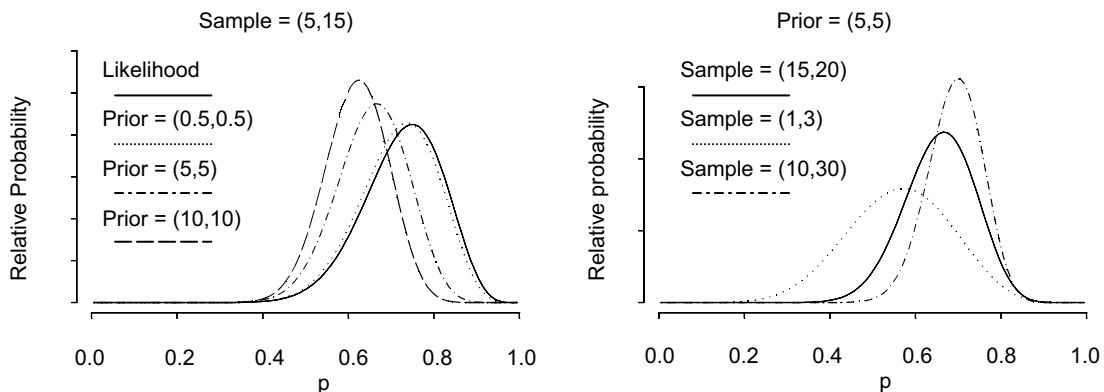 Sample = (5,15)
Relative Probability
Likelihood
Prior = (0.5,0.5)
Prior = (5,5)
Prior = (10,10)
0.0 0.2 0.4 0.6 0.8 1.0
p
Prior = (5,5)
Relative probability
Sample = (15,20)
Sample = (1,3)
Sample = (10,30)
0.0 0.2 0.4 0.6 0.8 1.0
p